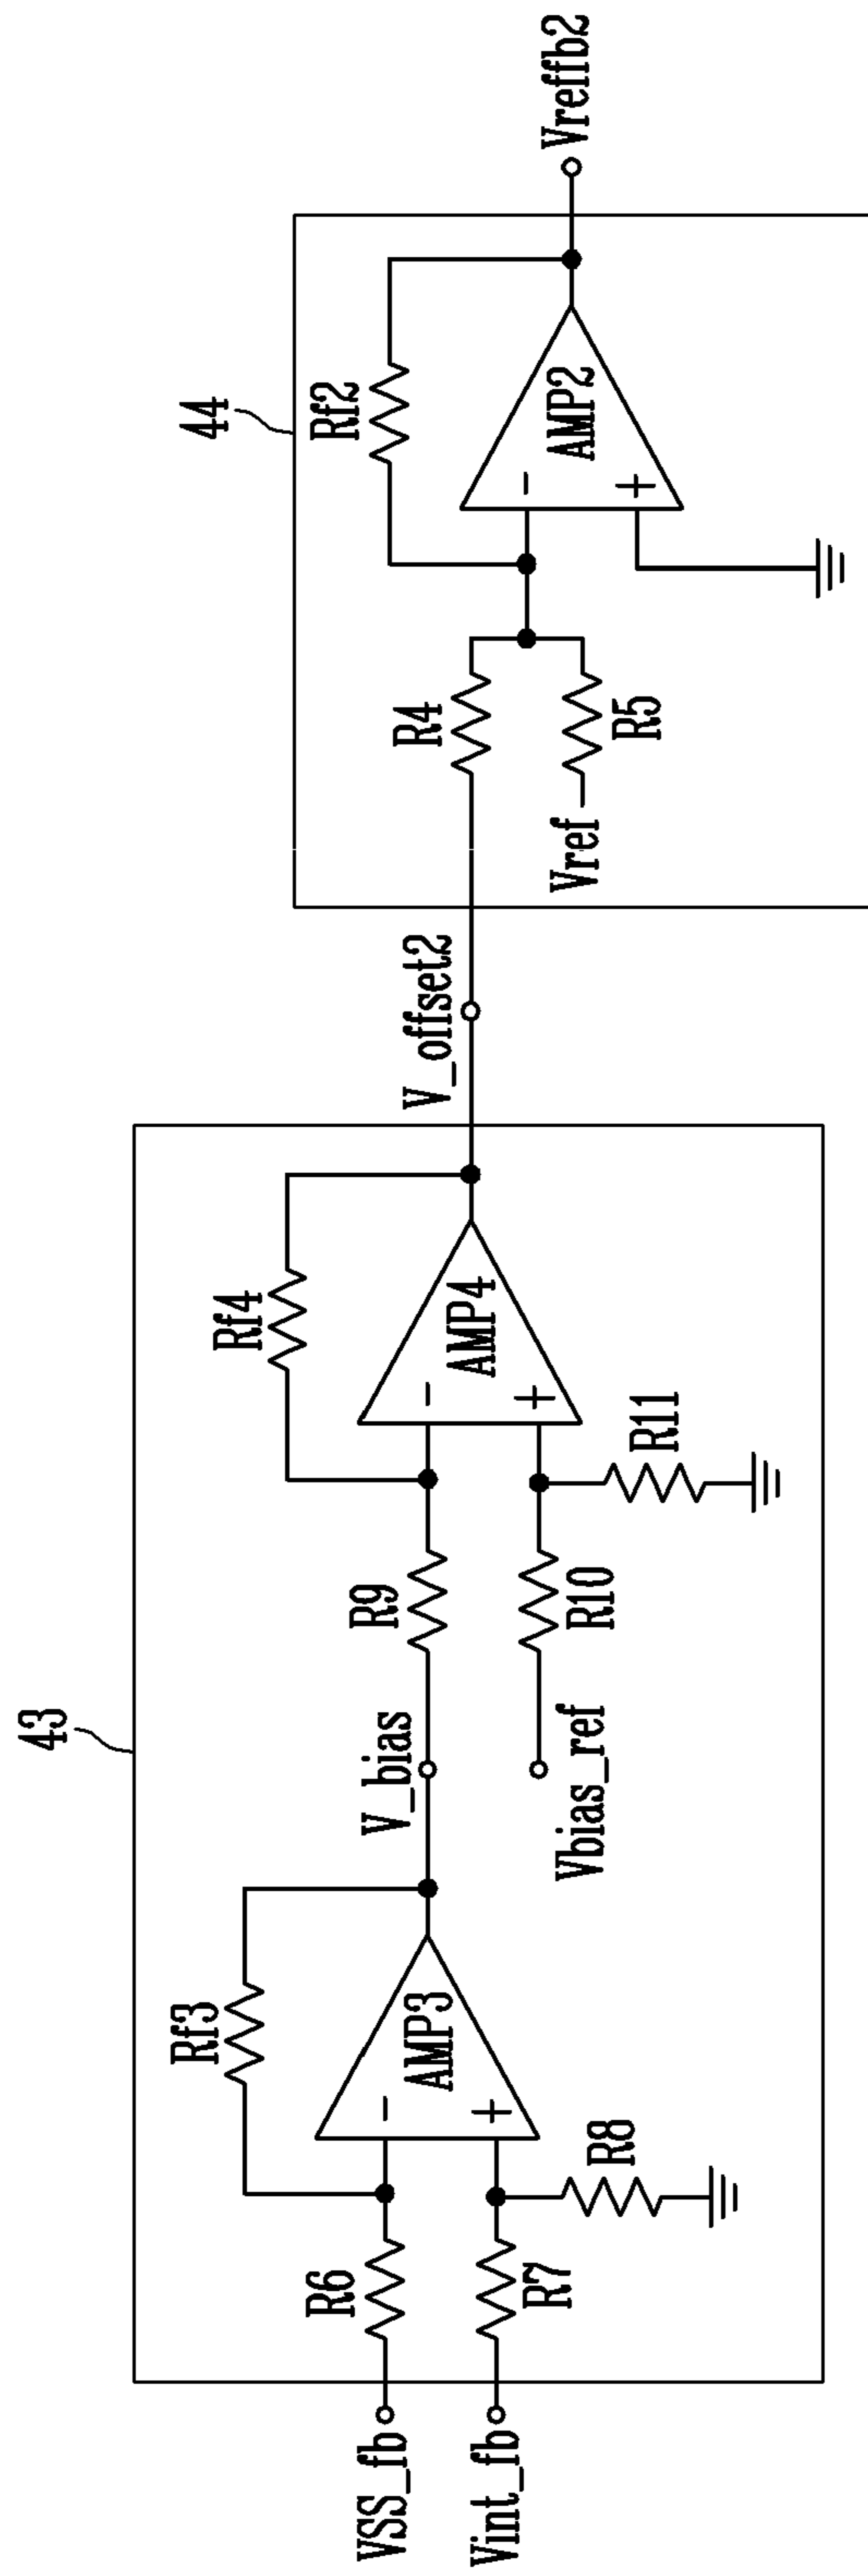 43
44
VSS_fb
Vint_fb
R6
R7
R8
Rf3
AMP3
-
+
V_bias
Vbias_ref
R9
R10
R11
Rf4
AMP4
-
+
V_offset2
Vref
R4
R5
Rf2
AMP2
-
+
Vreffb2